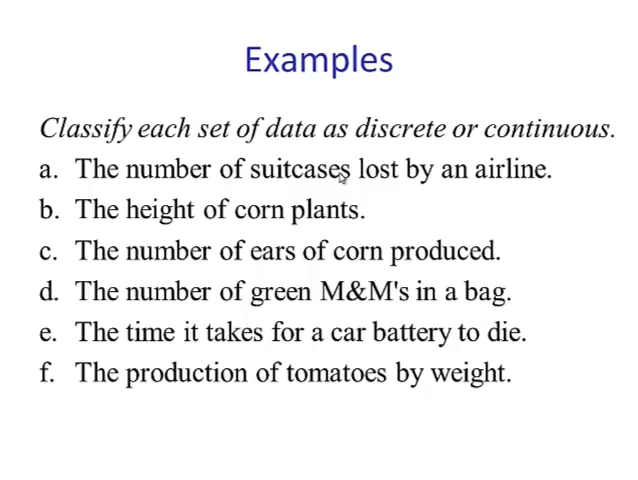 Examples
Classify each set of data as discrete or continuous.
a. The number of suitcases lost by an airline.
b. The height of corn plants.
c. The number of ears of corn produced.
d. The number of green M&M's in a bag.
e. The time it takes for a car battery to die.
f. The production of tomatoes by weight.